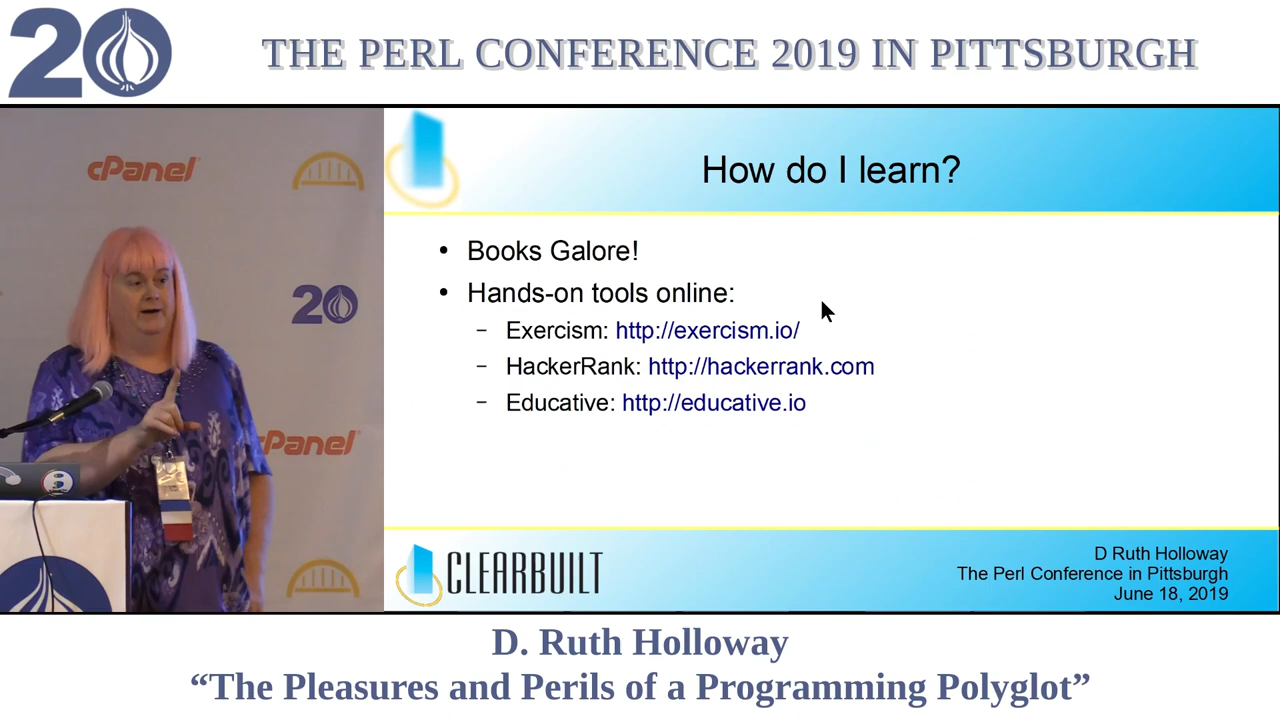 20
THE PERL CONFERENCE 2019 IN PITTSBURGH
cPanel
20
cPanel
How do I learn?
• Books Galore!
• Hands-on tools online:
– Exercism: http://exercism.io/
– HackerRank: http://hackerrank.com
– Educative: http://educative.io
CLEARBUILT
D Ruth Holloway
The Perl Conference in Pittsburgh
June 18, 2019
D. Ruth Holloway
“The Pleasures and Perils of a Programming Polyglot”